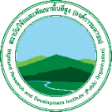 สถาบันวิจัยและพัฒนาพื้นที่สูง (องค์การมหาชน)
Highland Research and Development Institute (Public Organization)